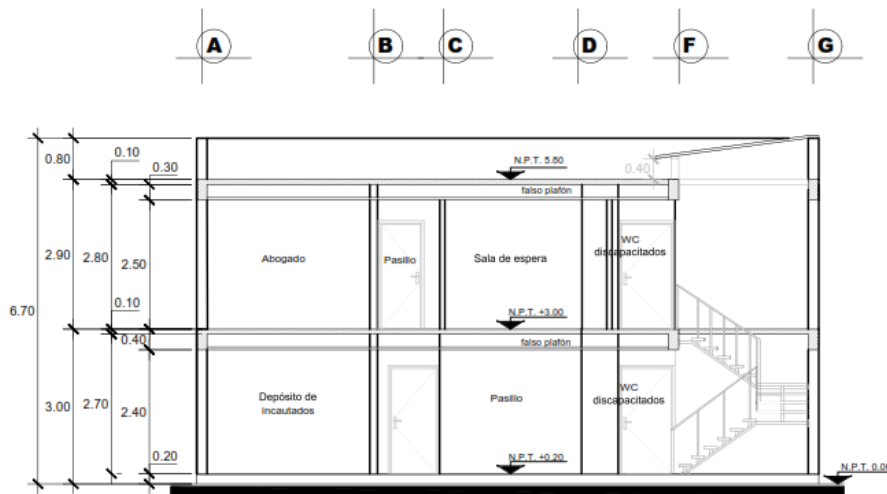 A B C D F G
0.80
0.10
0.30
N.P.T. 5.80
0.40
falso plafón
2.90
2.80
2.50
Abogado
Pasillo
Sala de espera
WC
discapacitados
6.70
0.10
N.P.T. +3.00
0.40
falso plafón
3.00
2.70
2.40
Depósito de
incautados
Pasillo
WC
discapacitados
0.20
N.P.T. +0.20
N.P.T. 0.00